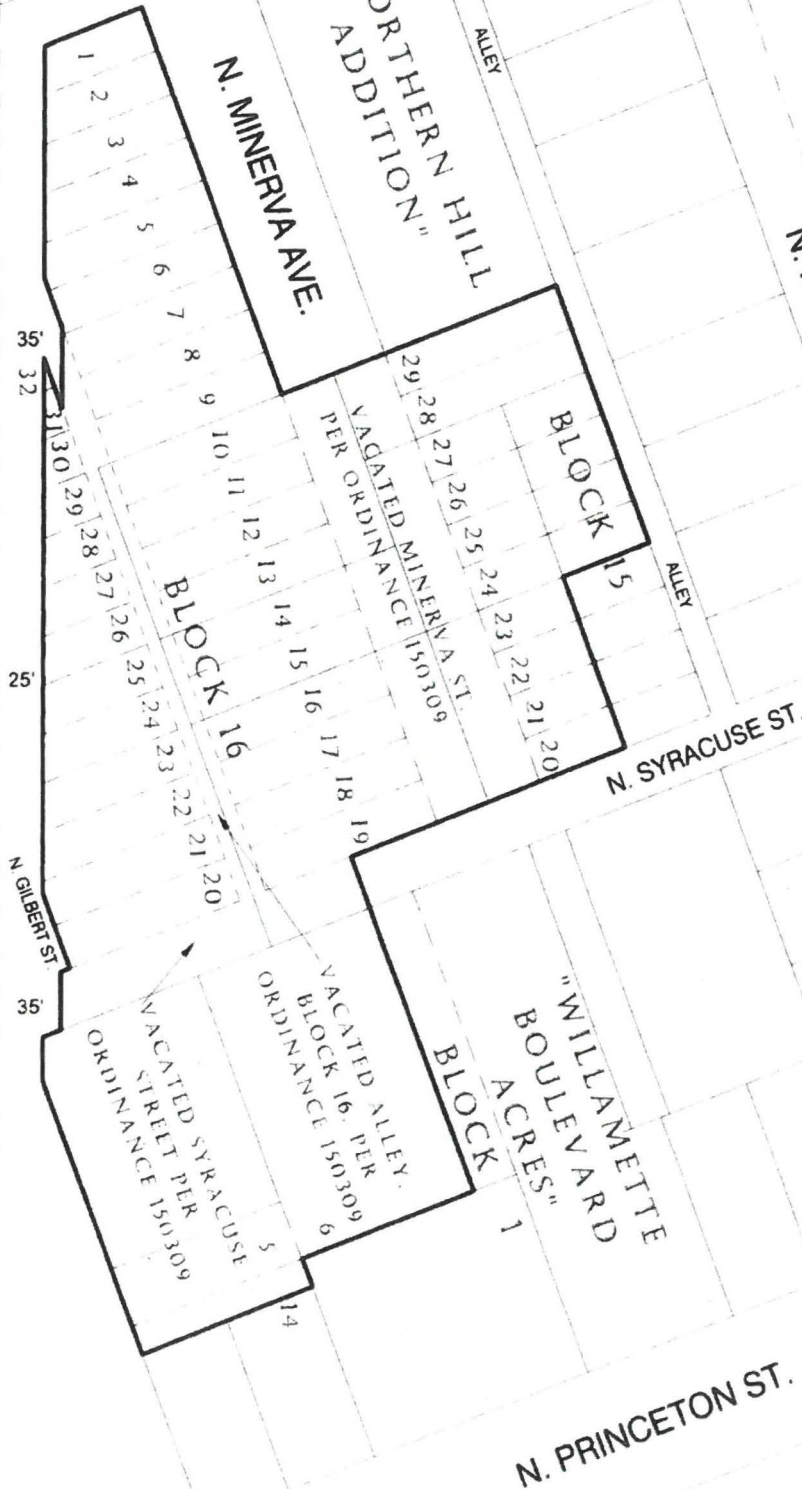 ORTHERN HILL
ADDITION"
ALLEY
N. MINERVA AVE.
N.
1
2
3
4
5
6
7
8
9
10
11
12
13
14
15
16
17
18
19
29 28 27 26 25 24 23 22 21 20
VACATED MINERVA ST.
PER ORDINANCE 150309
BLOCK 15
ALLEY
N. SYRACUSE ST.
35'
32
31 30 29 28 27 26 25 24 23 22 21 20
BLOCK 16
25'
N. GILBERT ST.
35'
VACATED ALLEY.
BLOCK 16. PER
ORDINANCE 150309
VACATED SYRACUSE
STREET PER
ORDINANCE 150309
5
6
14
"WILLAMETTE
BOULEVARD
ACRES"
BLOCK 1
N. PRINCETON ST.